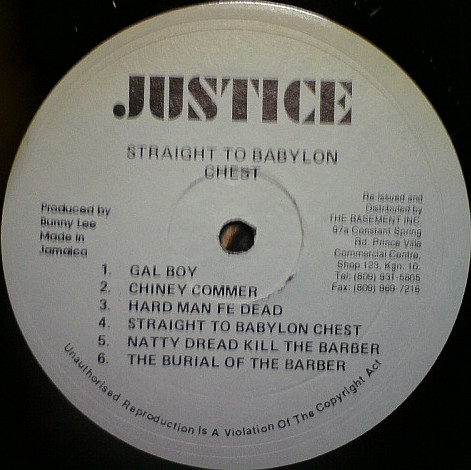 JUSTICE
STRAIGHT TO BABYLON
CHEST
Produced by
Bunny Lee
Made in
Jamaica
Re-issued and
Distributed by
THE BASEMENT INC.
97a Constant Spring
Rd. Prince Ville
Commercial Centre,
Shop 123, Kgn. 10.
Tel: (809) 931-5605
Fax: (809) 969-7216
1. GAL BOY
2. CHINEY COMMER
3. HARD MAN FE DEAD
4. STRAIGHT TO BABYLON CHEST
5. NATTY DREAD KILL THE BARBER
6. THE BURIAL OF THE BARBER
Unauthorised Reproduction Is A Violation Of The Copyright Act